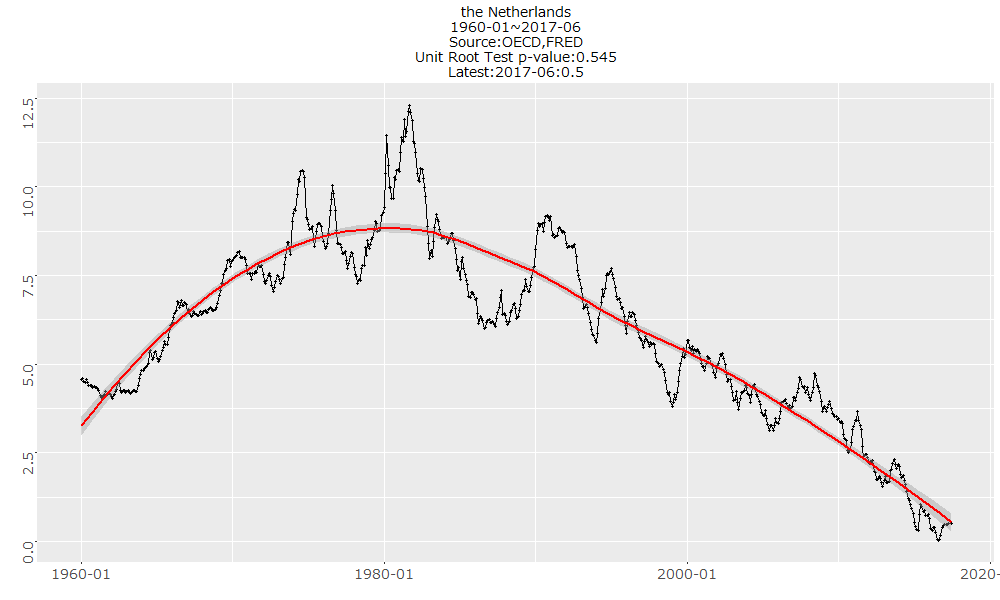 the Netherlands
1960-01~2017-06
Source:OECD,FRED
Unit Root Test p-value:0.545
Latest:2017-06:0.5
12.5
10.0
7.5
5.0
2.5
0.0
1960-01
1980-01
2000-01
2020-